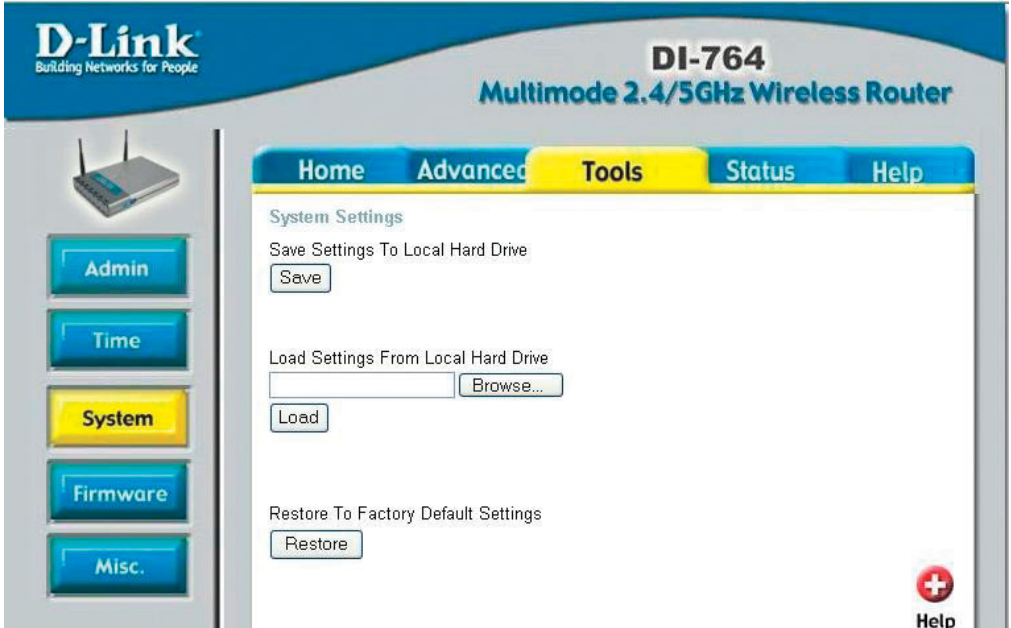 D-Link
Building Networks for People
DI-764
Multimode 2.4/5GHz Wireless Router
Home
Advanced
Tools
Status
Help
Admin
Time
System
Firmware
Misc.
System Settings
Save Settings To Local Hard Drive
Save
Load Settings From Local Hard Drive
Browse...
Load
Restore To Factory Default Settings
Restore
Help